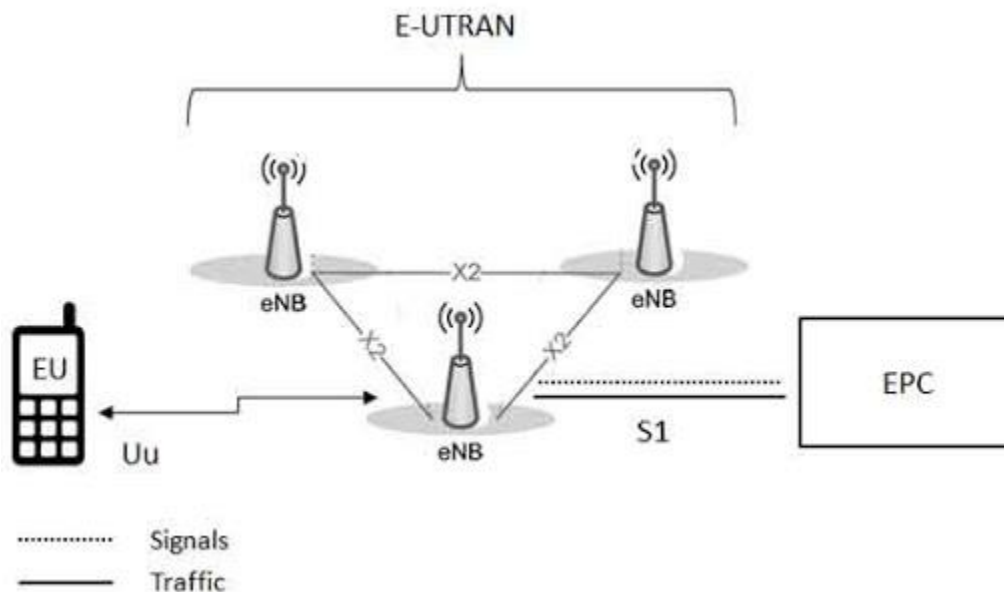 E-UTRAN
X2
eNB
eNB
X2
X2
EU
EPC
Uu
eNB
S1
Signals
Traffic